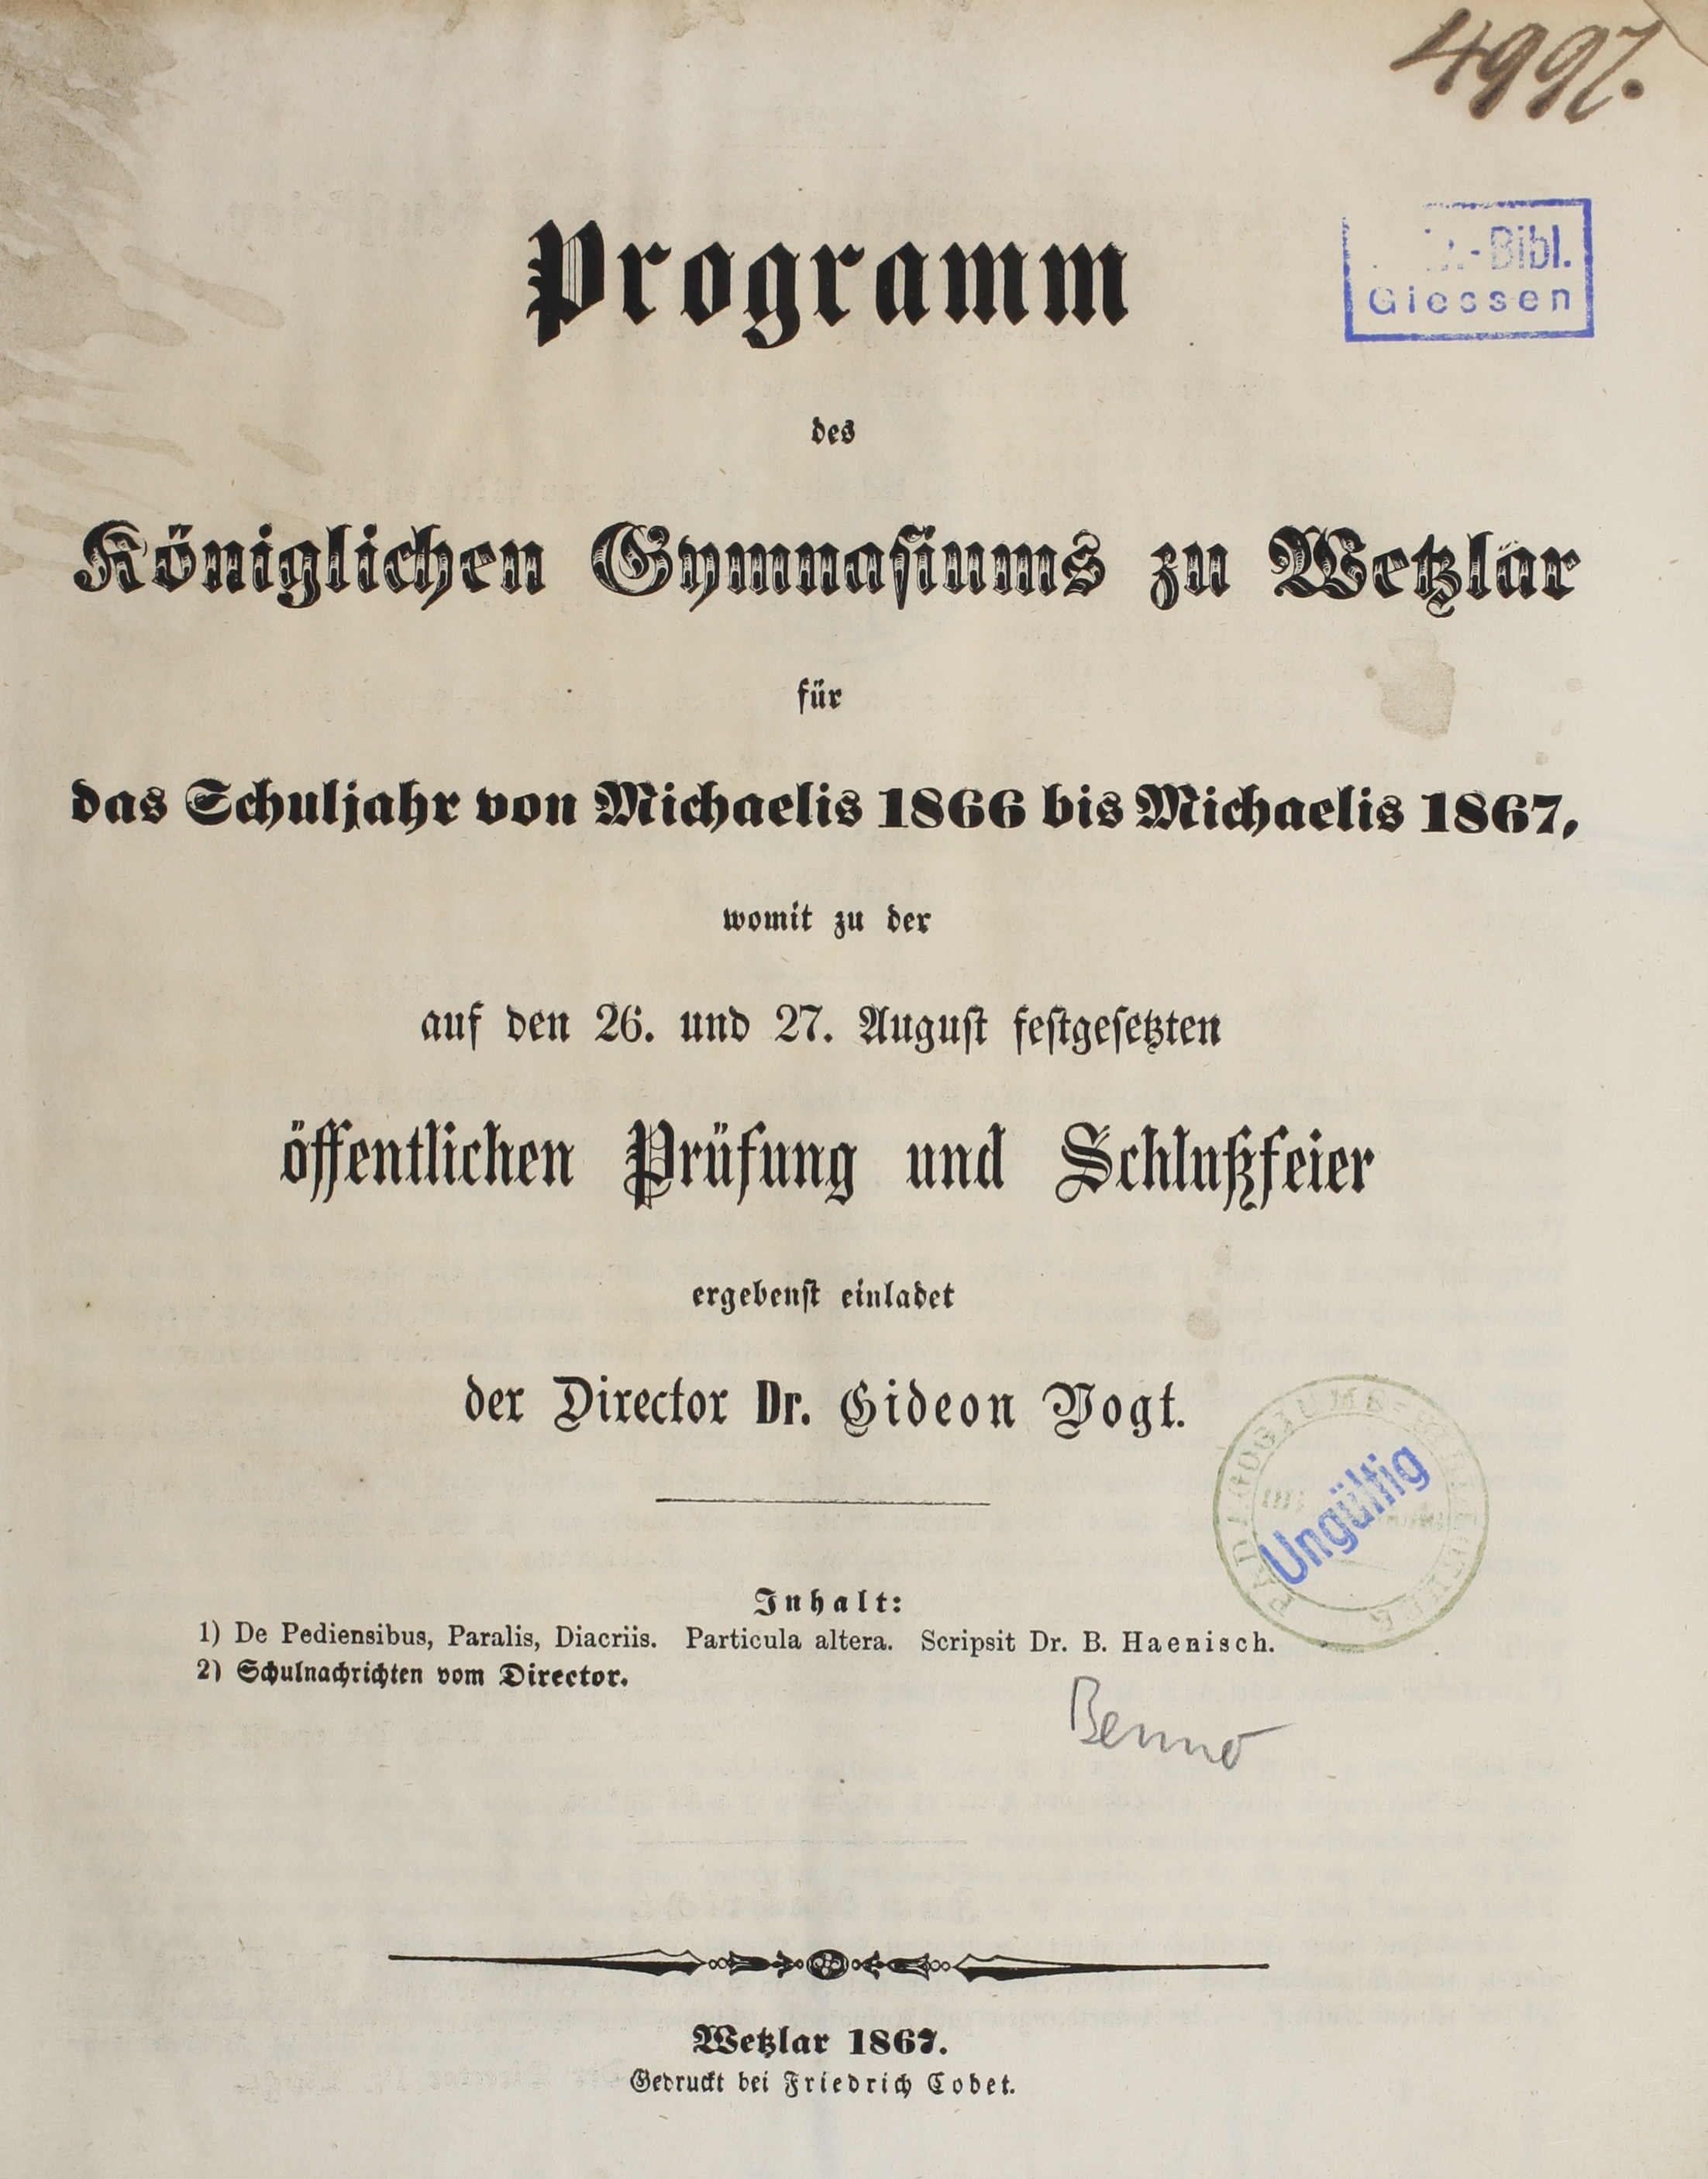 4997.
Programm
-Bibl.
Giessen
des
Königlichen Gymnasiums zu Wetzlar
für
das Schuljahr von Michaelis 1866 bis Michaelis 1867,
womit zu der
auf den 26. und 27. August festgesetzten
öffentlichen Prüfung und Schlußfeier
ergebenst einladet
der Director Dr. Gideon Vogt.
Ungültig
Inhalt:
1) De Pediensibus, Paralis, Diacriis. Particula altera. Scripsit Dr. B. Haenisch.
2) Schulnachrichten vom Director.
Benno
Wetzlar 1867.
Gedruckt bei Friedrich Cobet.